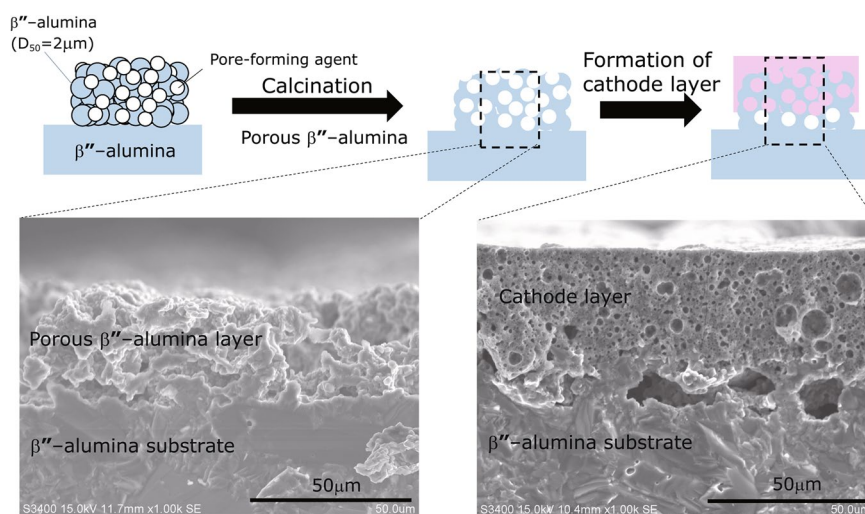 β″–alumina
(D50=2μm)
Pore-forming agent
Calcination
Porous β″–alumina
β″–alumina
Formation of
cathode layer
Porous β″–alumina layer
β″–alumina substrate
50μm
S3400 15.0kV 11.7mm x1.00k SE
50.0um
Cathode layer
β″–alumina substrate
50μm
S3400 15.0kV 10.4mm x1.00k SE
50.0um